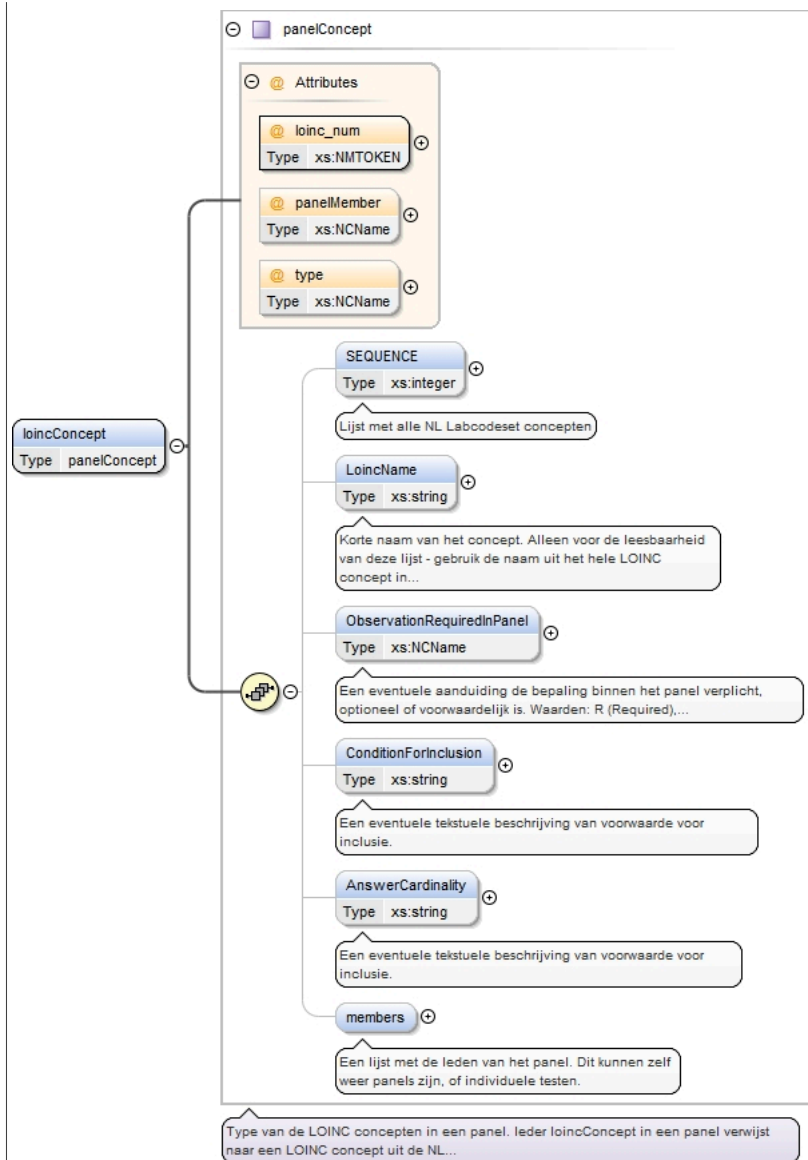 panelConcept
@ Attributes
@ loinc_num
Type xs:NMTOKEN
@ panelMember
Type xs:NCName
@ type
Type xs:NCName
SEQUENCE
Type xs:integer
Lijst met alle NL Labcodeset concepten
loincConcept
Type panelConcept
LoincName
Type xs:string
Korte naam van het concept. Alleen voor de leesbaarheid
van deze lijst - gebruik de naam uit het hele LOINC
concept in...
ObservationRequiredInPanel
Type xs:NCName
Een eventuele aanduiding de bepaling binnen het panel verplicht,
optioneel of voorwaardelijk is. Waarden: R (Required),...
ConditionForInclusion
Type xs:string
Een eventuele tekstuele beschrijving van voorwaarde voor
inclusie.
AnswerCardinality
Type xs:string
Een eventuele tekstuele beschrijving van voorwaarde voor
inclusie.
members
Een lijst met de leden van het panel. Dit kunnen zelf
weer panels zijn, of individuele testen.
Type van de LOINC concepten in een panel. Ieder loincConcept in een panel verwijst
naar een LOINC concept uit de NL...